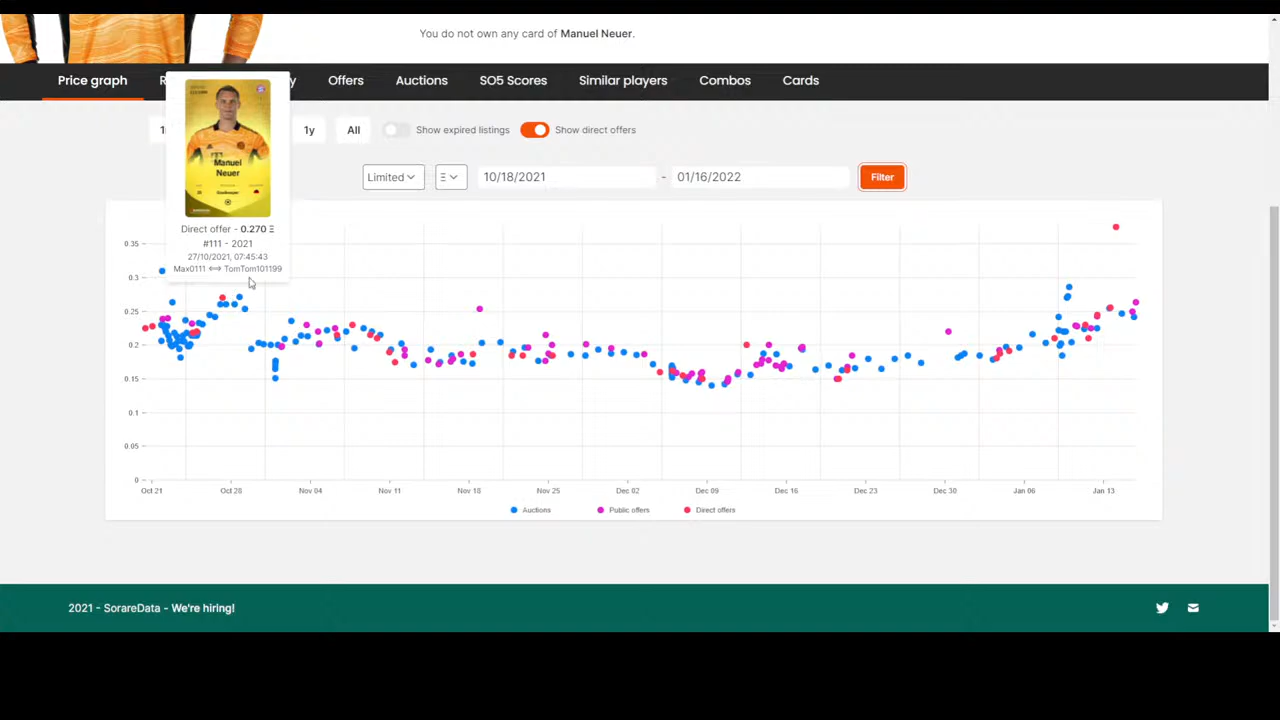 You do not own any card of Manuel Neuer.
Price graph
Offers
Auctions
SO5 Scores
Similar players
Combos
Cards
1y
All
Show expired listings
Show direct offers
Limited
Ξ
10/18/2021
-
01/16/2022
Filter
Manuel
Neuer
Goalkeeper
Direct offer - 0.270 Ξ
#111 - 2021
27/10/2021, 07:45:43
Max0111 ⟺ TomTom101199
0.35
0.3
0.25
0.2
0.15
0.1
0.05
0
Oct 21
Oct 28
Nov 04
Nov 11
Nov 18
Nov 25
Dec 02
Dec 09
Dec 16
Dec 23
Dec 30
Jan 06
Jan 13
Auctions
Public offers
Direct offers
2021 - SorareData - We're hiring!